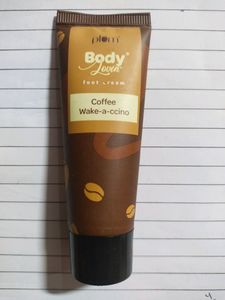 plum
Body
Lovin'
foot cream
Coffee
Wake-a-ccino